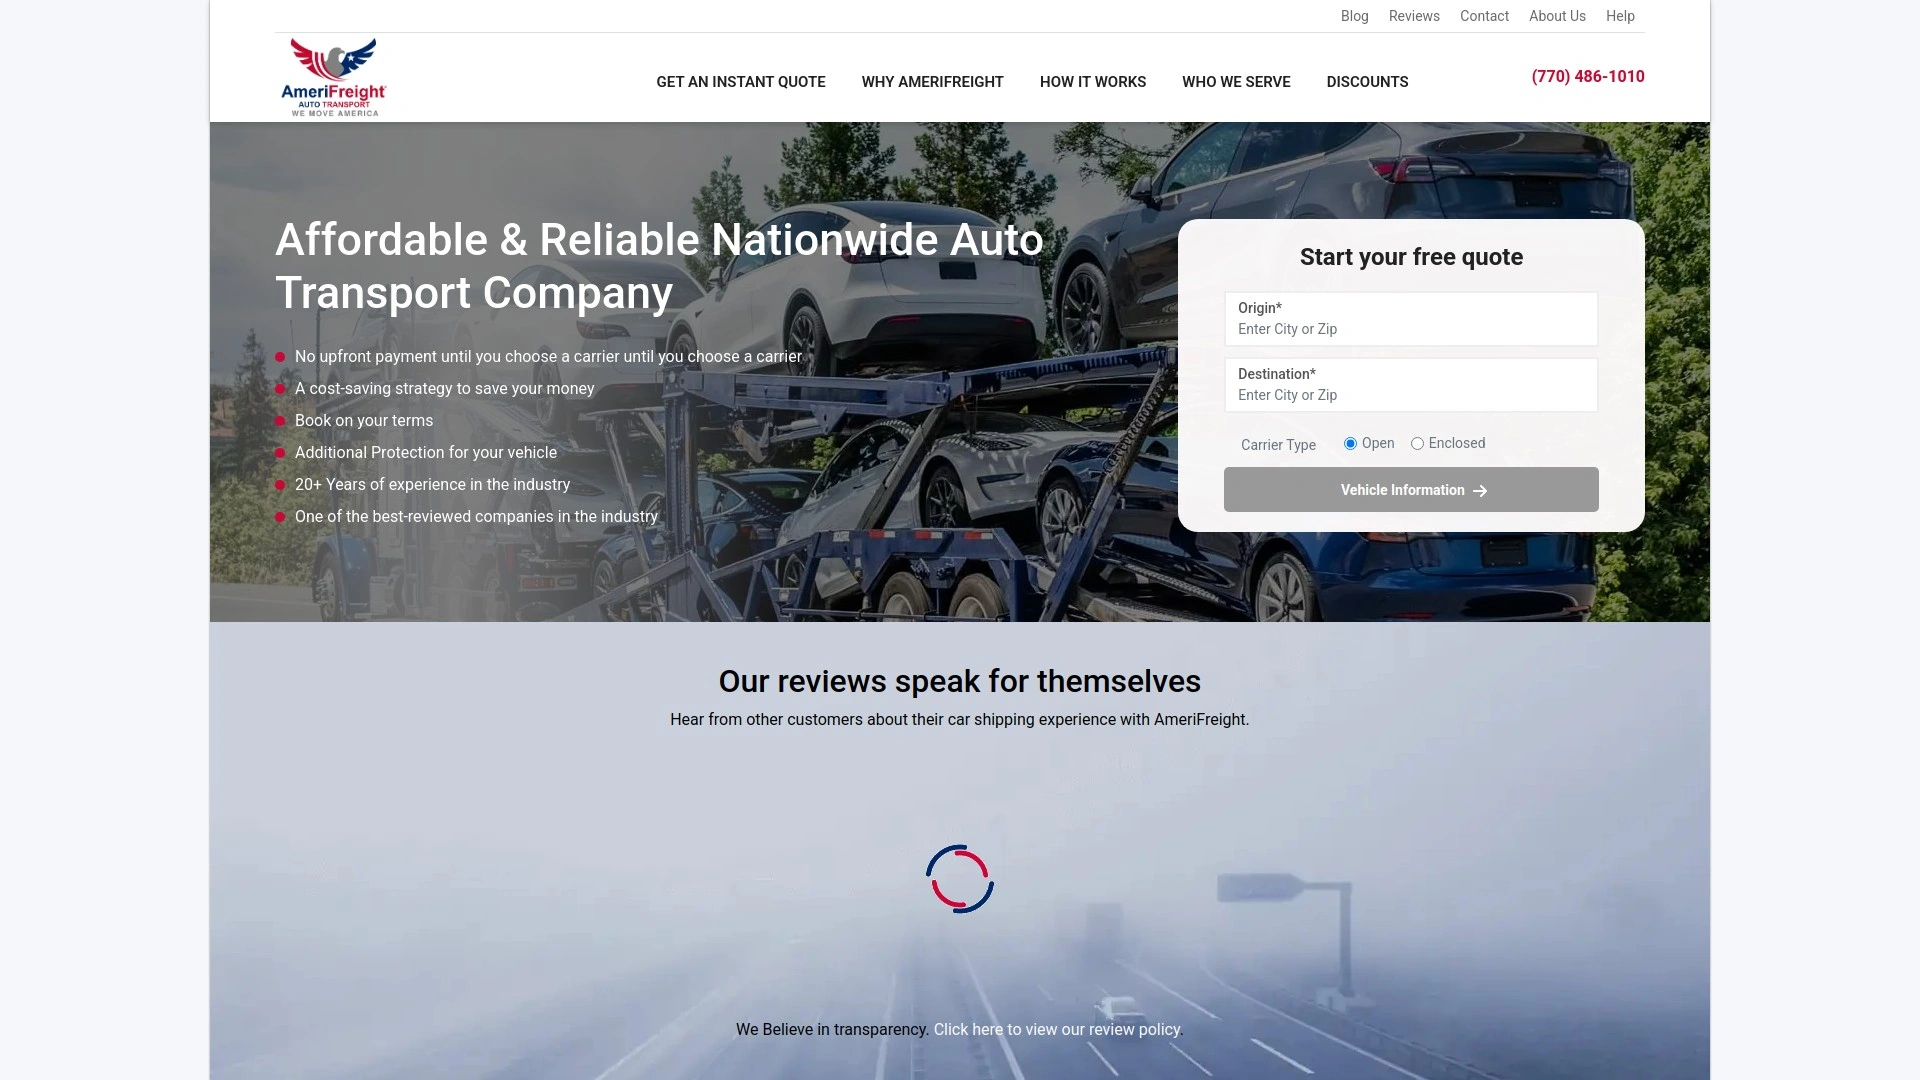 Blog Reviews Contact About Us Help
AmeriFreight
AUTO TRANSPORT
WE MOVE AMERICA
GET AN INSTANT QUOTE WHY AMERIFREIGHT HOW IT WORKS WHO WE SERVE DISCOUNTS
(770) 486-1010
Affordable & Reliable Nationwide Auto
Transport Company
No upfront payment until you choose a carrier until you choose a carrier
A cost-saving strategy to save your money
Book on your terms
Additional Protection for your vehicle
20+ Years of experience in the industry
One of the best-reviewed companies in the industry
Start your free quote
Origin*
Enter City or Zip
Destination*
Enter City or Zip
Carrier Type Open Enclosed
Vehicle Information
Our reviews speak for themselves
Hear from other customers about their car shipping experience with AmeriFreight.
We Believe in transparency. Click here to view our review policy.